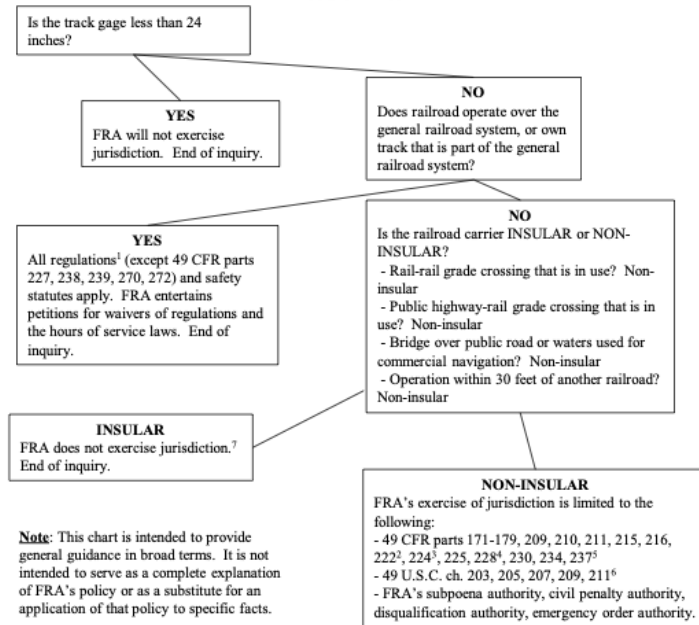 Is the track gage less than 24
inches?
YES
FRA will not exercise
jurisdiction. End of inquiry.
NO
Does railroad operate over the
general railroad system, or own
track that is part of the general
railroad system?
YES
All regulations¹ (except 49 CFR parts
227, 238, 239, 270, 272) and safety
statutes apply. FRA entertains
petitions for waivers of regulations and
the hours of service laws. End of
inquiry.
NO
Is the railroad carrier INSULAR or NON-
INSULAR?
- Rail-rail grade crossing that is in use? Non-
insular
- Public highway-rail grade crossing that is in
use? Non-insular
- Bridge over public road or waters used for
commercial navigation? Non-insular
- Operation within 30 feet of another railroad?
Non-insular
INSULAR
FRA does not exercise jurisdiction.⁷
End of inquiry.
NON-INSULAR
FRA's exercise of jurisdiction is limited to the
following:
- 49 CFR parts 171-179, 209, 210, 211, 215, 216,
222², 224³, 225, 228⁴, 230, 234, 237⁵
- 49 U.S.C. ch. 203, 205, 207, 209, 211⁶
- FRA's subpoena authority, civil penalty authority,
disqualification authority, emergency order authority.
Note: This chart is intended to provide
general guidance in broad terms. It is not
intended to serve as a complete explanation
of FRA's policy or as a substitute for an
application of that policy to specific facts.